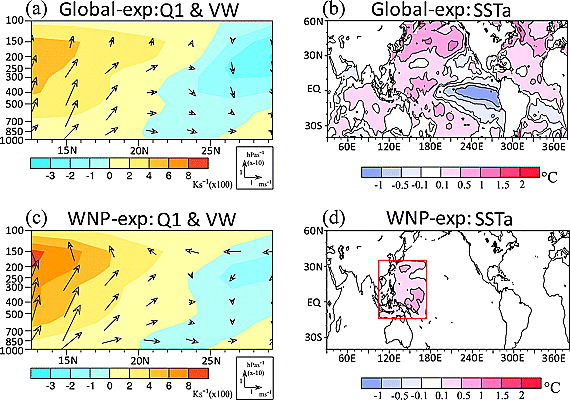 (a) Global-exp:Q1 & VW
100
150
200
250
300
400
500
700
850
1000
15N 20N 25N
-3 -2 -1 0 2 4 6 8
Ks⁻¹(x100)
hPas⁻¹
(x-10)
1
1 ms⁻¹
(b) Global-exp:SSTa
60N
30N
EQ
30S
60E 120E 180E 240E 300E 360E
-1 -0.5 -0.1 0.1 0.5 1 1.5 2
°C
(c) WNP-exp:Q1 & VW
100
150
200
250
300
400
500
700
850
1000
15N 20N 25N
-3 -2 -1 0 2 4 6 8
Ks⁻¹(x100)
hPas⁻¹
(x-10)
1
1 ms⁻¹
(d) WNP-exp:SSTa
60N
30N
EQ
30S
60E 120E 180E 240E 300E 360E
-1 -0.5 -0.1 0.1 0.5 1 1.5 2
°C